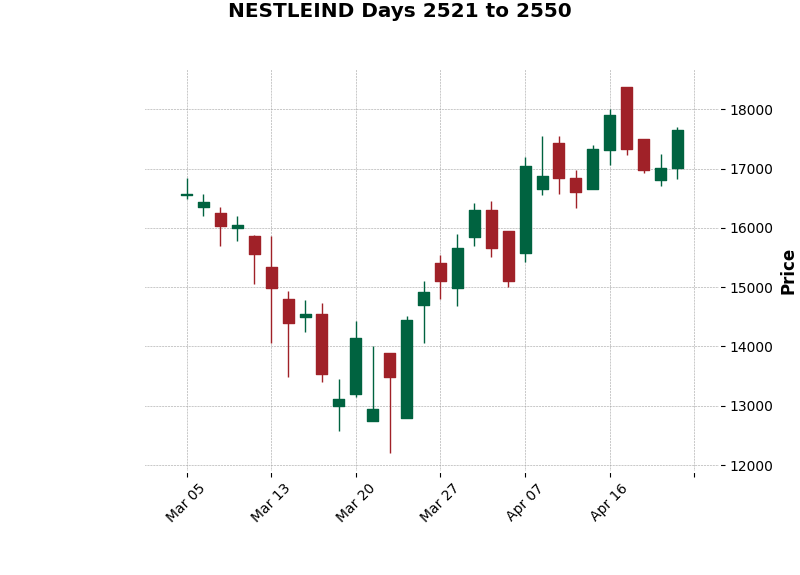 NESTLEIND Days 2521 to 2550
18000
17000
16000
15000
14000
13000
12000
Price
Mar 05
Mar 13
Mar 20
Mar 27
Apr 07
Apr 16